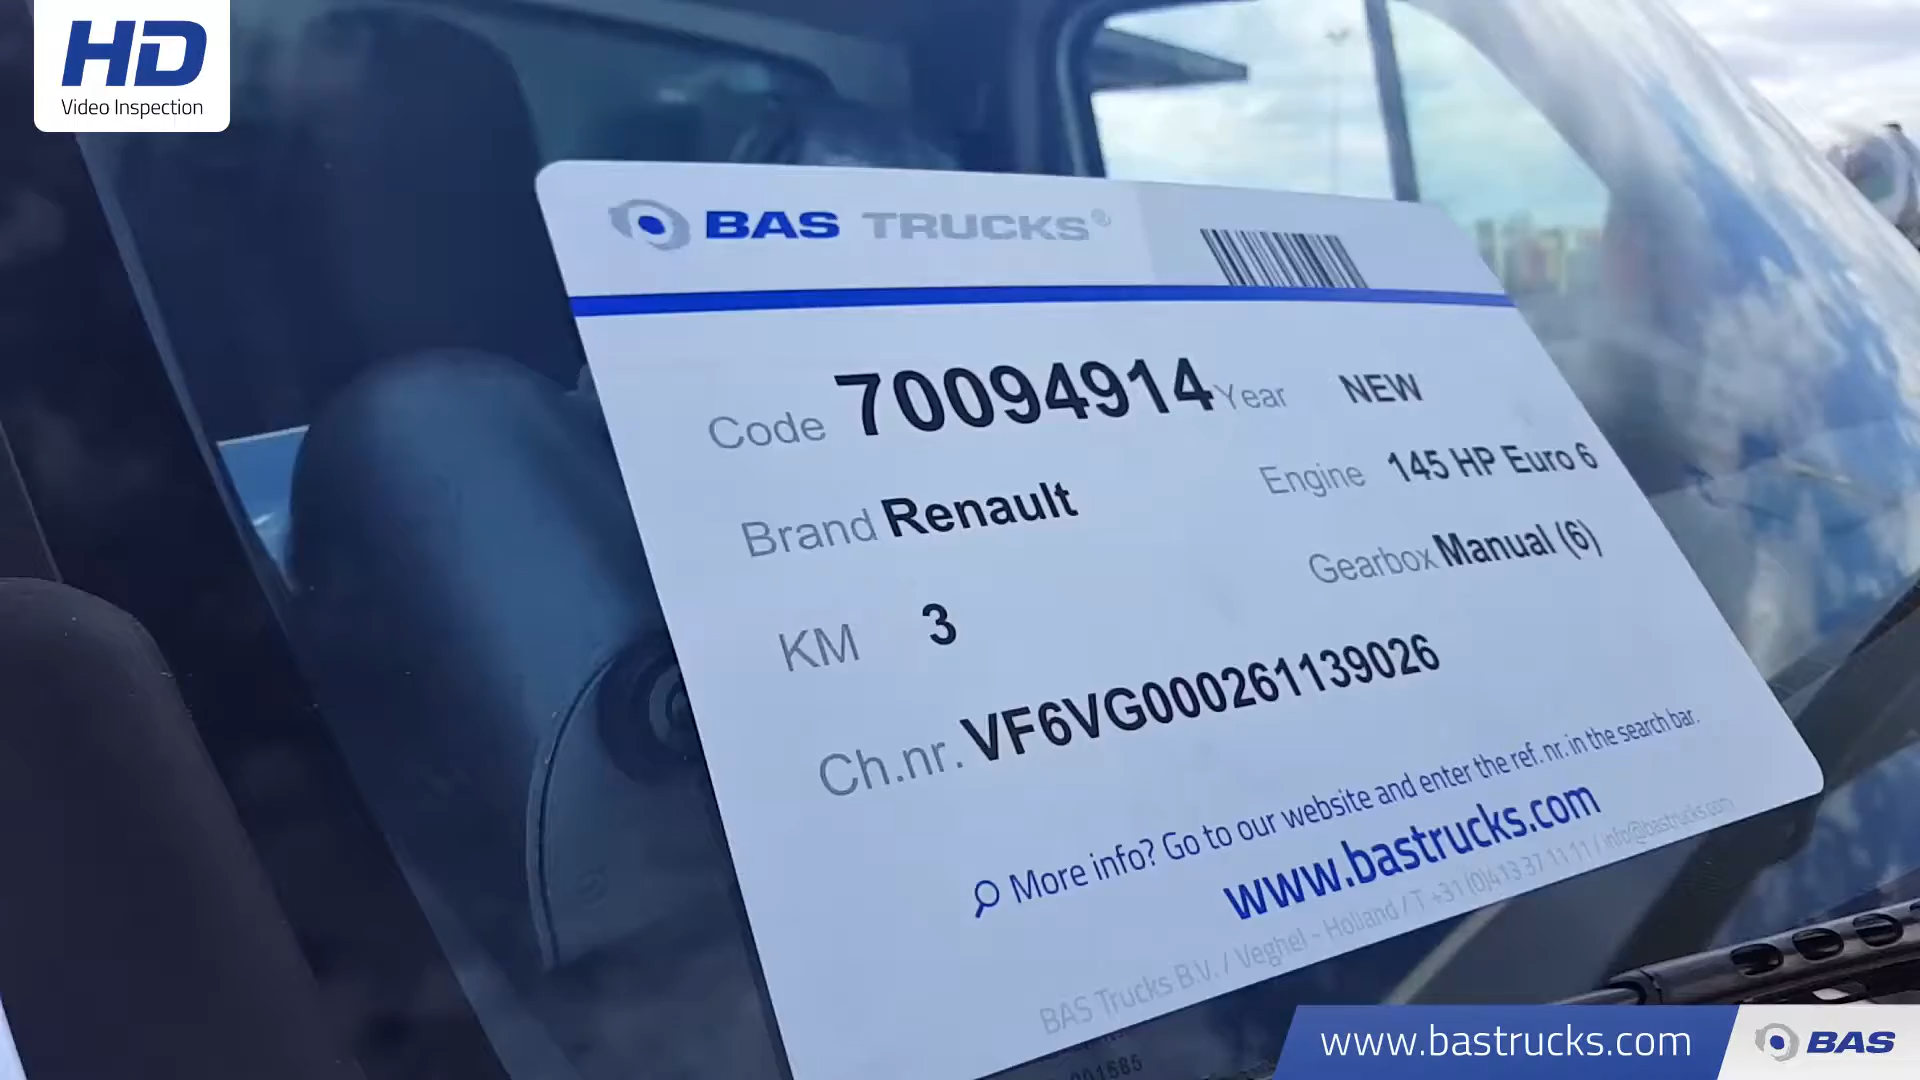 HD
Video Inspection
BAS TRUCKS®
Code 70094914 Year NEW
Brand Renault Engine 145 HP Euro 6
KM 3 Gearbox Manual (6)
Ch.nr. VF6VG000261139026
More info? Go to our website and enter the ref. nr. in the search bar.
www.bastrucks.com
BAS Trucks B.V. / Veghel - Holland / T +31 (0)413 37 11 11 / info@bastrucks.com
www.bastrucks.com
BAS